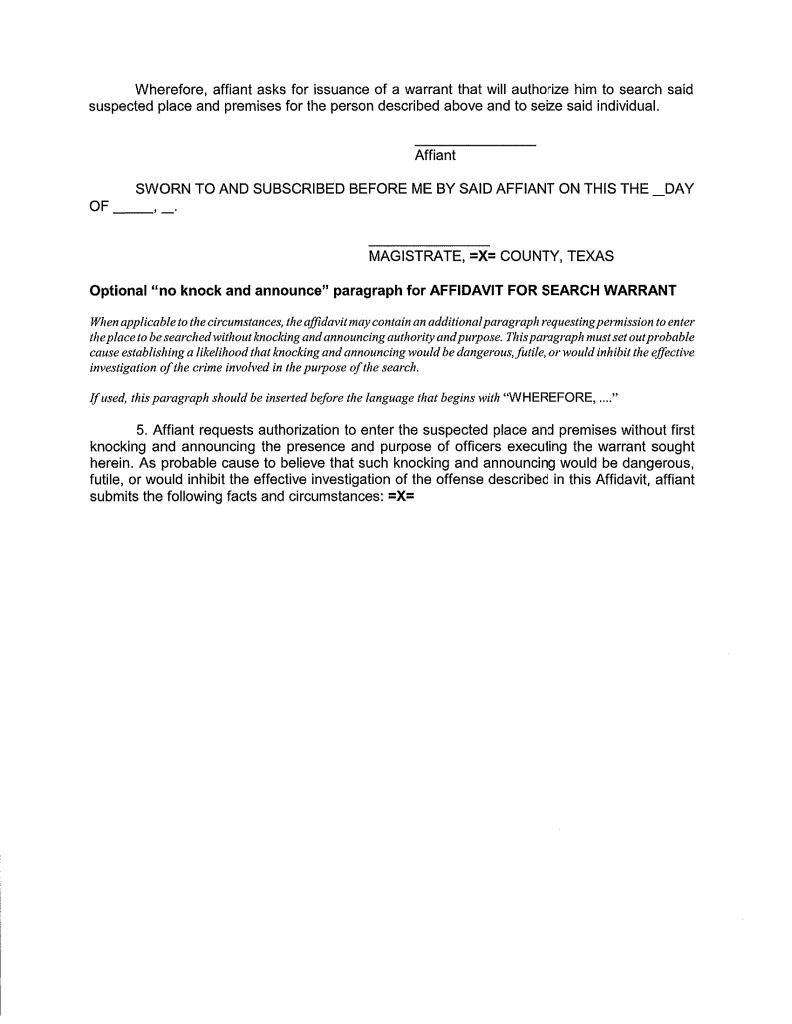 Wherefore, affiant asks for issuance of a warrant that will authorize him to search said
suspected place and premises for the person described above and to seize said individual.
Affiant
SWORN TO AND SUBSCRIBED BEFORE ME BY SAID AFFIANT ON THIS THE _DAY
OF _____, _.
MAGISTRATE, =X= COUNTY, TEXAS
Optional “no knock and announce” paragraph for AFFIDAVIT FOR SEARCH WARRANT
When applicable to the circumstances, the affidavit may contain an additional paragraph requesting permission to enter
the place to be searched without knocking and announcing authority and purpose. This paragraph must set out probable
cause establishing a likelihood that knocking and announcing would be dangerous, futile, or would inhibit the effective
investigation of the crime involved in the purpose of the search.
If used, this paragraph should be inserted before the language that begins with “WHEREFORE, ....”
5. Affiant requests authorization to enter the suspected place and premises without first
knocking and announcing the presence and purpose of officers executing the warrant sought
herein. As probable cause to believe that such knocking and announcing would be dangerous,
futile, or would inhibit the effective investigation of the offense described in this Affidavit, affiant
submits the following facts and circumstances: =X=